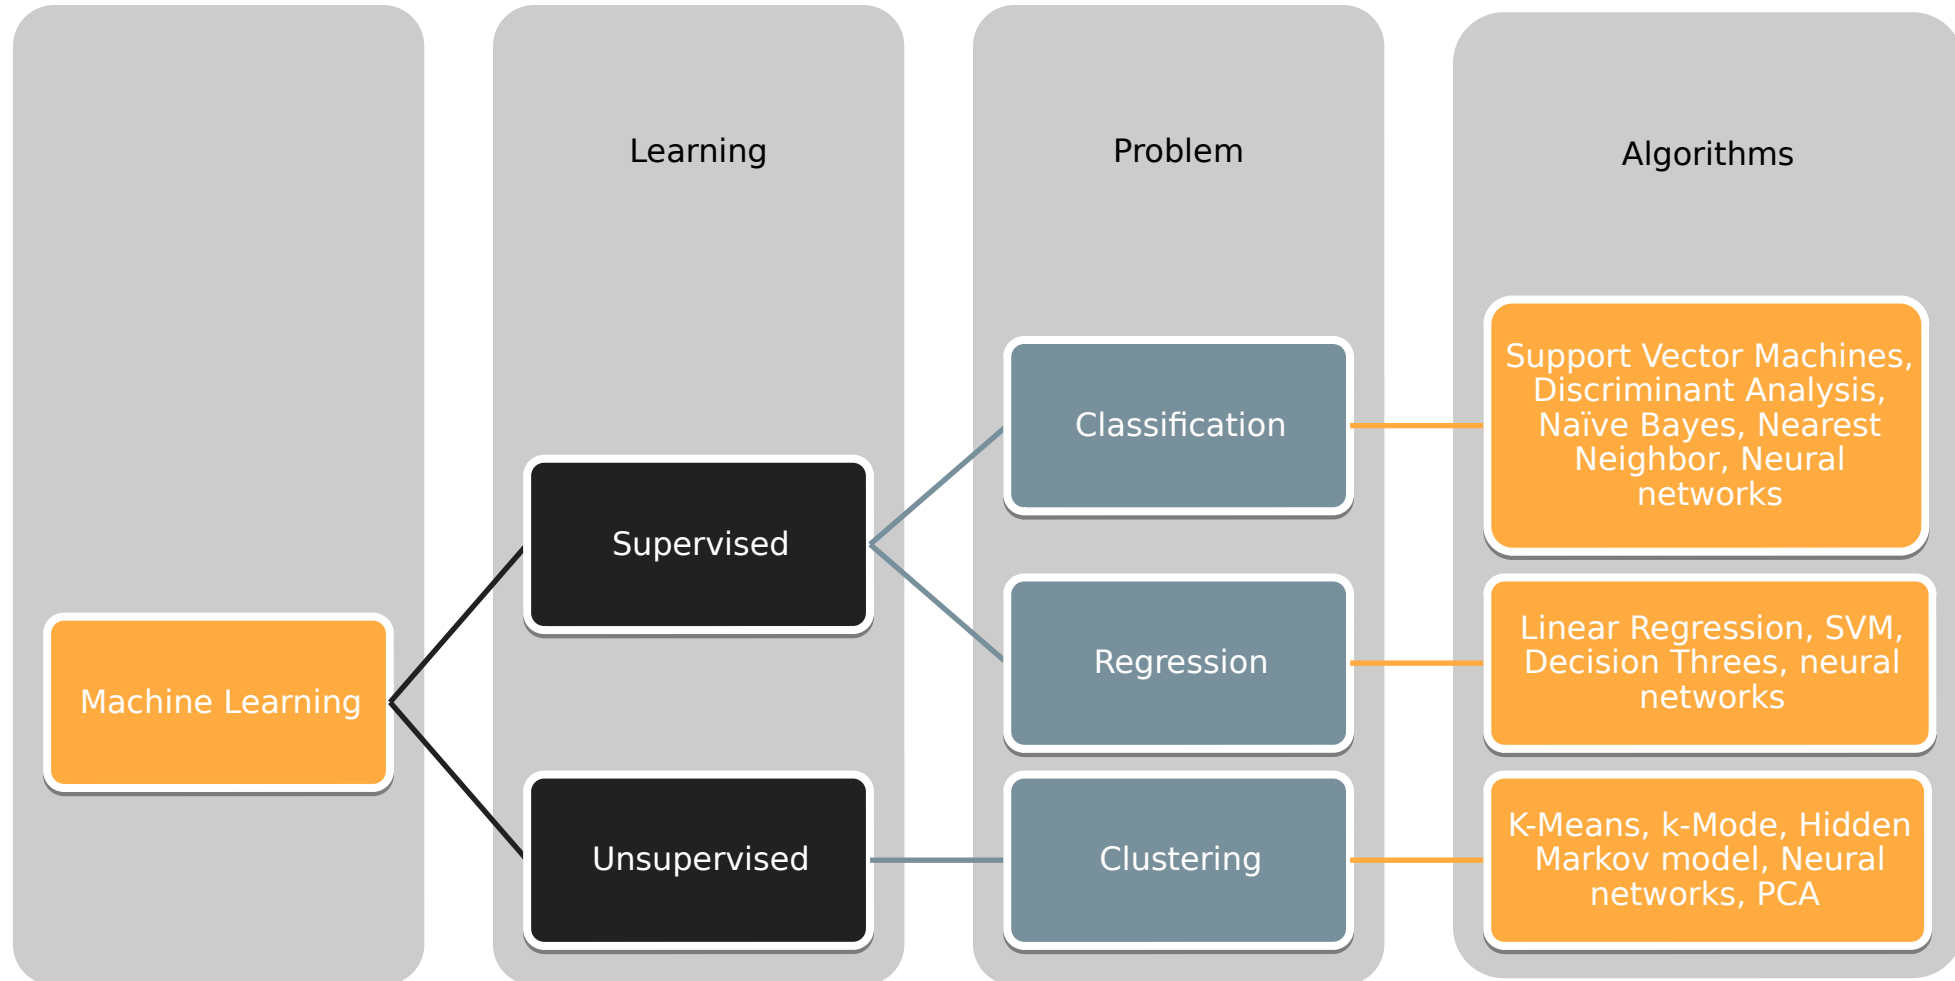 Learning
Problem
Algorithms
Support Vector Machines,
Discriminant Analysis,
Naïve Bayes, Nearest
Neighbor, Neural
networks
Classification
Supervised
Linear Regression, SVM,
Decision Threes, neural
networks
Regression
Machine Learning
K-Means, k-Mode, Hidden
Markov model, Neural
networks, PCA
Unsupervised
Clustering